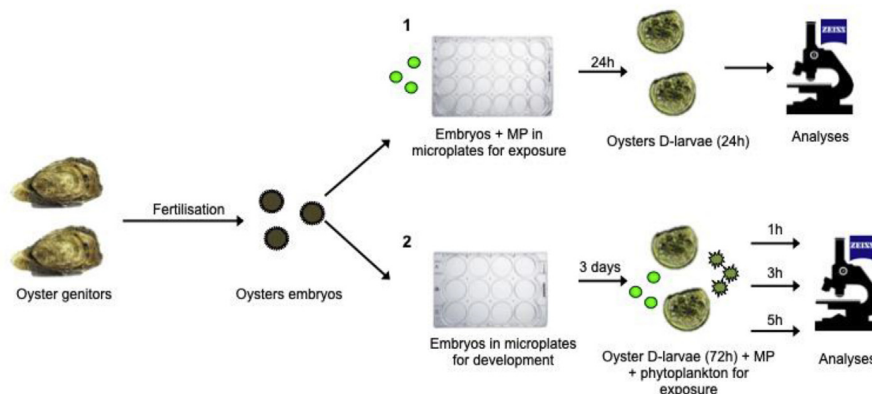 1
24h
Embryos + MP in
microplates for exposure
Oysters D-larvae (24h)
ZEISS
Analyses
Fertilisation
Oyster genitors
Oysters embryos
2
3 days
1h
3h
5h
ZEISS
Embryos in microplates
for development
Oyster D-larvae (72h) + MP
+ phytoplankton for
exposure
Analyses